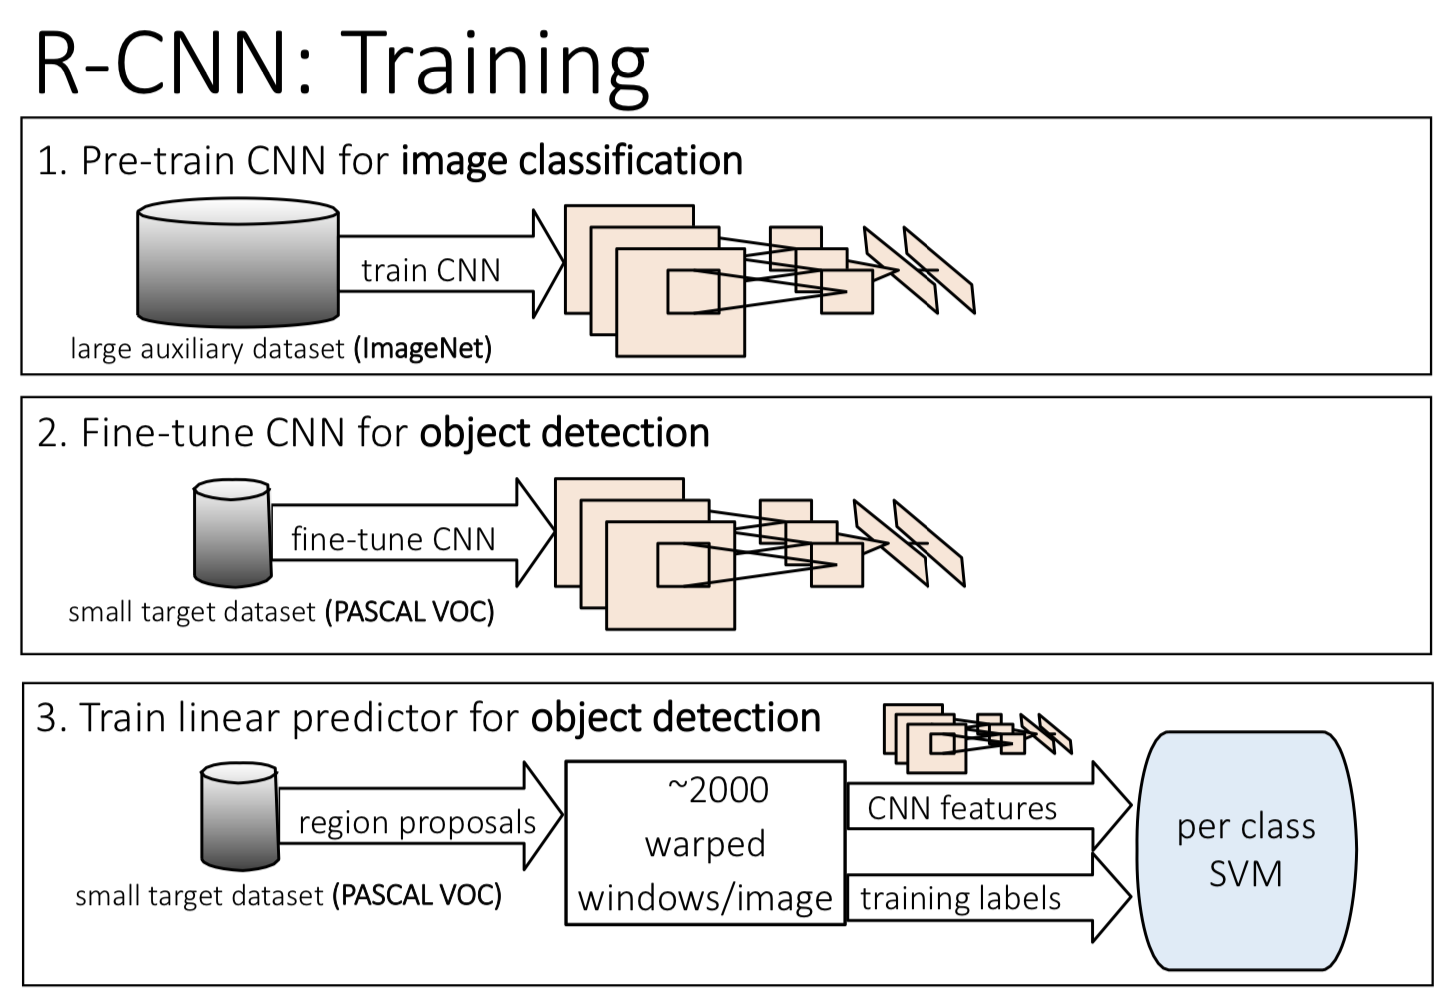 R-CNN: Training
1. Pre-train CNN for image classification
train CNN
large auxiliary dataset (ImageNet)
2. Fine-tune CNN for object detection
fine-tune CNN
small target dataset (PASCAL VOC)
3. Train linear predictor for object detection
region proposals
small target dataset (PASCAL VOC)
~2000
warped
windows/image
CNN features
training labels
per class
SVM